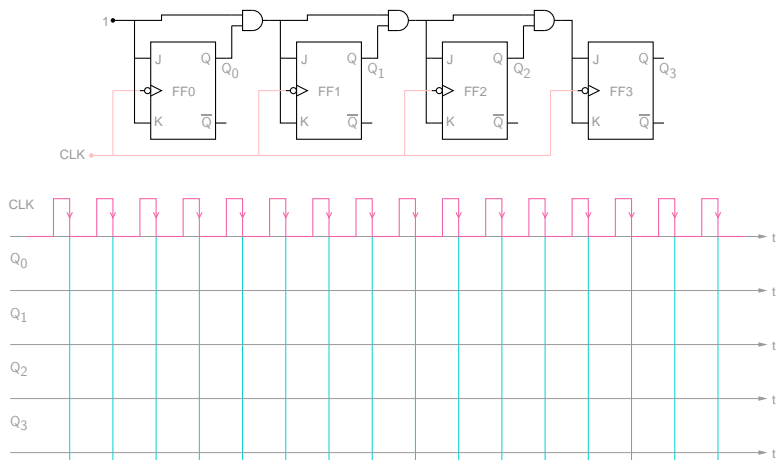 1
J Q J Q J Q J Q
Q₀ Q₁ Q₂ Q₃
FF0 FF1 FF2 FF3
K Q̅ K Q̅ K Q̅ K Q̅
CLK
CLK
t
Q₀
t
Q₁
t
Q₂
t
Q₃
t